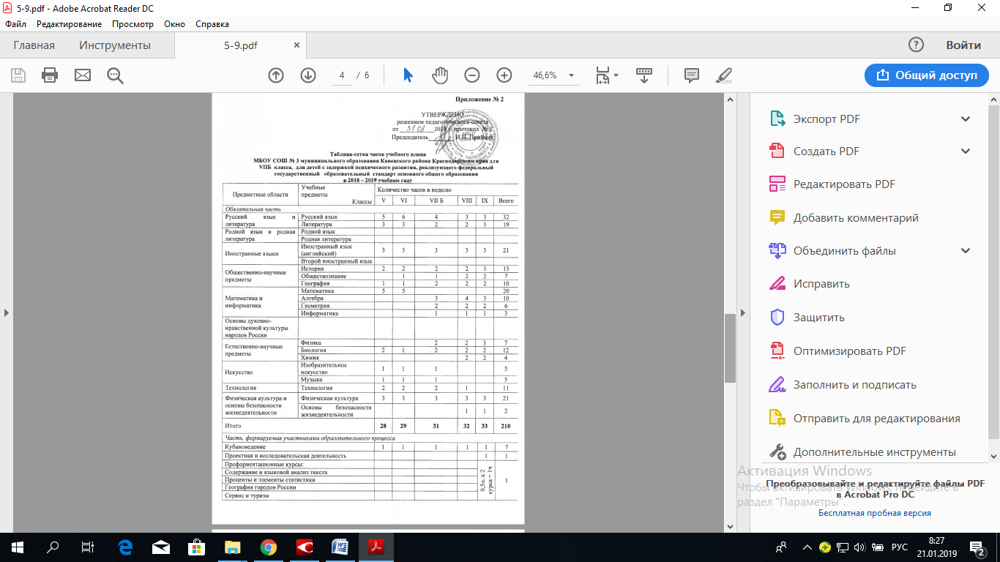 5-9.pdf - Adobe Acrobat Reader DC
Файл Редактирование Просмотр Окно Справка
Главная Инструменты 5-9.pdf × Войти
4 / 6 46,6% Общий доступ
Приложение № 2
УТВЕРЖДЕНО
решением педагогического совета
от 31.08 2018 г. протокол №
Председатель
Таблица-сетка часов учебного плана
МБОУ СОШ № 3 муниципального образования Каневского района Краснодарского края для
VIIБ класса, для детей с задержкой психического развития, реализующего федеральный
государственный образовательный стандарт основного общего образования
в 2018 – 2019 учебном году
Предметные области Учебные предметы Классы Количество часов в неделю
V VI VII Б VIII IX Всего
Обязательная часть
Русский язык и литература Русский язык 5 6 4 3 3 32
Литература 3 3 2 2 3 19
Родной язык и родная литература Родной язык
Родная литература
Иностранные языки Иностранный язык (английский) 3 3 3 3 3 21
Второй иностранный язык
Общественно-научные предметы История 2 2 2 2 3 15
Обществознание 1 1 2 2 7
География 1 1 2 2 2 10
Математика и информатика Математика 5 5 20
Алгебра 3 4 3 10
Геометрия 2 2 2 6
Информатика 1 1 1 3
Основы духовно-
нравственной культуры
народов России
Естественно-научные предметы Физика 2 2 3 7
Биология 2 1 2 2 2 12
Химия 2 2 4
Искусство Изобразительное искусство 1 1 1 5
Музыка 1 1 1 5
Технология Технология 2 2 2 1 11
Физическая культура и основы безопасности жизнедеятельности Физическая культура 3 3 3 3 3 21
Основы безопасности жизнедеятельности 1 1 2
Итого 28 29 31 32 33 210
Часть, формируемая участниками образовательного процесса
Кубановедение 1 1 1 1 1 7
Проектная и исследовательская деятельность 1 1
Профориентационные курсы: 0,5ч. х 2 курса = 1ч 1
Содержание и языковой анализ текста
Проценты и элементы статистики
География городов России
Сервис и туризм
Экспорт PDF
Создать PDF
Редактировать PDF
Добавить комментарий
Объединить файлы
Исправить
Защитить
Оптимизировать PDF
Заполнить и подписать
Отправить для редактирования
Дополнительные инструменты
Преобразовывайте и редактируйте файлы PDF
в Acrobat Pro DC
Бесплатная пробная версия
Активация Windows
Чтобы активировать Windows, перейдите в
раздел "Параметры".
РУС 8:27
21.01.2019
2